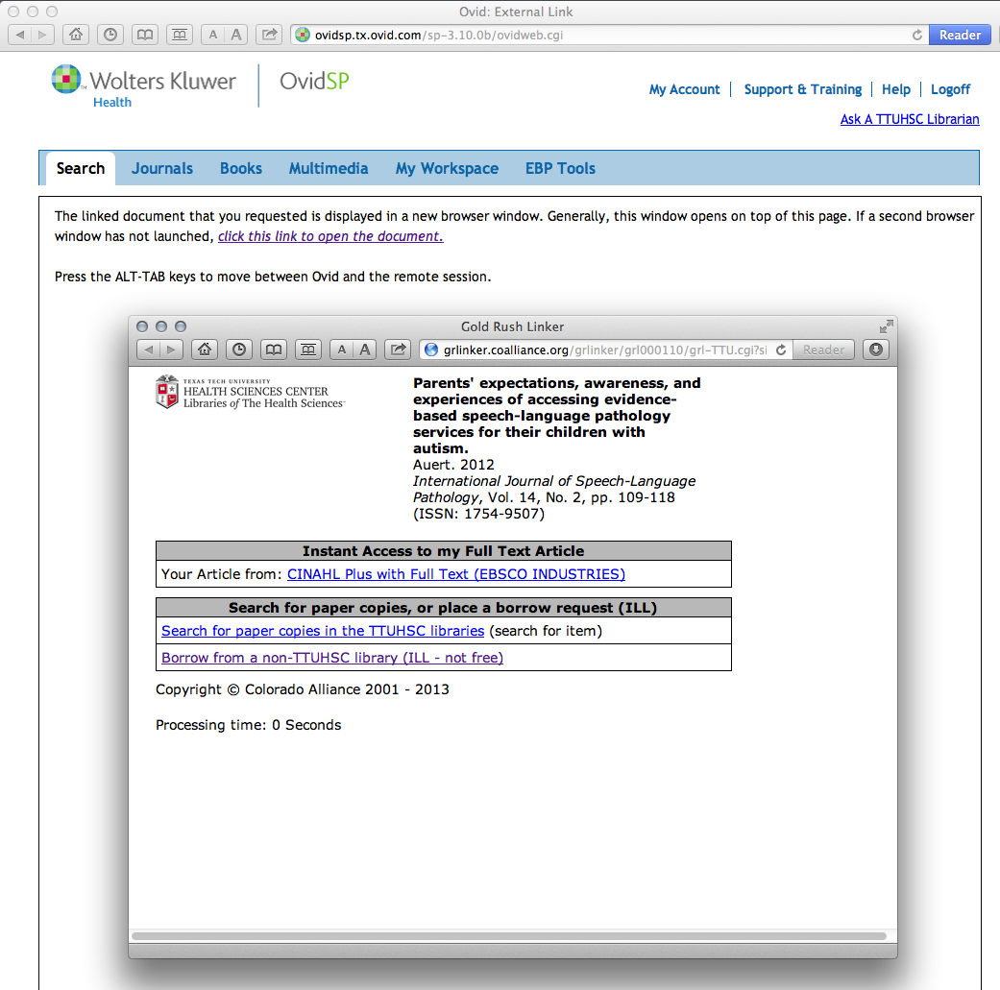 Ovid: External Link
A A
ovidsp.tx.ovid.com/sp-3.10.0b/ovidweb.cgi
Reader
Wolters Kluwer
Health
OvidSP
My Account | Support & Training | Help | Logoff
Ask A TTUHSC Librarian
Search Journals Books Multimedia My Workspace EBP Tools
The linked document that you requested is displayed in a new browser window. Generally, this window opens on top of this page. If a second browser
window has not launched, click this link to open the document.
Press the ALT-TAB keys to move between Ovid and the remote session.
Gold Rush Linker
A A
grlinker.coalliance.org/grlinker/grl000110/grl-TTU.cgi?si
Reader
TEXAS TECH UNIVERSITY
HEALTH SCIENCES CENTER
Libraries of The Health Sciences
Parents' expectations, awareness, and
experiences of accessing evidence-
based speech-language pathology
services for their children with
autism.
Auert. 2012
International Journal of Speech-Language
Pathology, Vol. 14, No. 2, pp. 109-118
(ISSN: 1754-9507)
Instant Access to my Full Text Article
Your Article from: CINAHL Plus with Full Text (EBSCO INDUSTRIES)
Search for paper copies, or place a borrow request (ILL)
Search for paper copies in the TTUHSC libraries (search for item)
Borrow from a non-TTUHSC library (ILL - not free)
Copyright © Colorado Alliance 2001 - 2013
Processing time: 0 Seconds